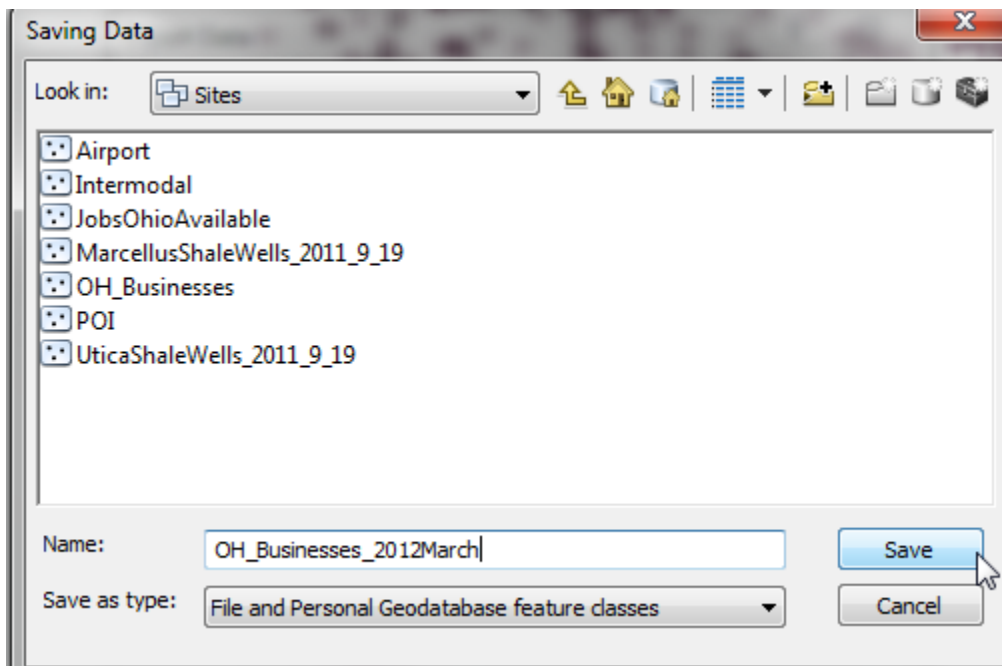 Saving Data
Look in: Sites
Airport
Intermodal
JobsOhioAvailable
MarcellusShaleWells_2011_9_19
OH_Businesses
POI
UticaShaleWells_2011_9_19
Name: OH_Businesses_2012March Save
Save as type: File and Personal Geodatabase feature classes Cancel